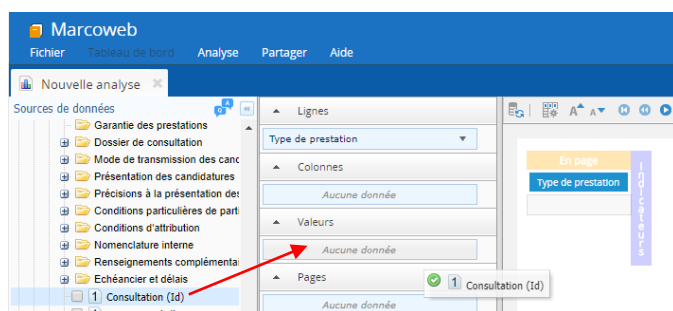 Marcoweb
Fichier Tableau de bord Analyse Partager Aide
Nouvelle analyse
Sources de données
Garantie des prestations
Dossier de consultation
Mode de transmission des canc
Présentation des candidatures
Précisions à la présentation des
Conditions particulières de parti
Conditions d'attribution
Nomenclature interne
Renseignements complémentai
Echéancier et délais
1 Consultation (Id)
Lignes
Type de prestation
Colonnes
Aucune donnée
Valeurs
Aucune donnée
Pages
Aucune donnée
1 Consultation (Id)
A A
En page
Type de prestation
Indicateurs